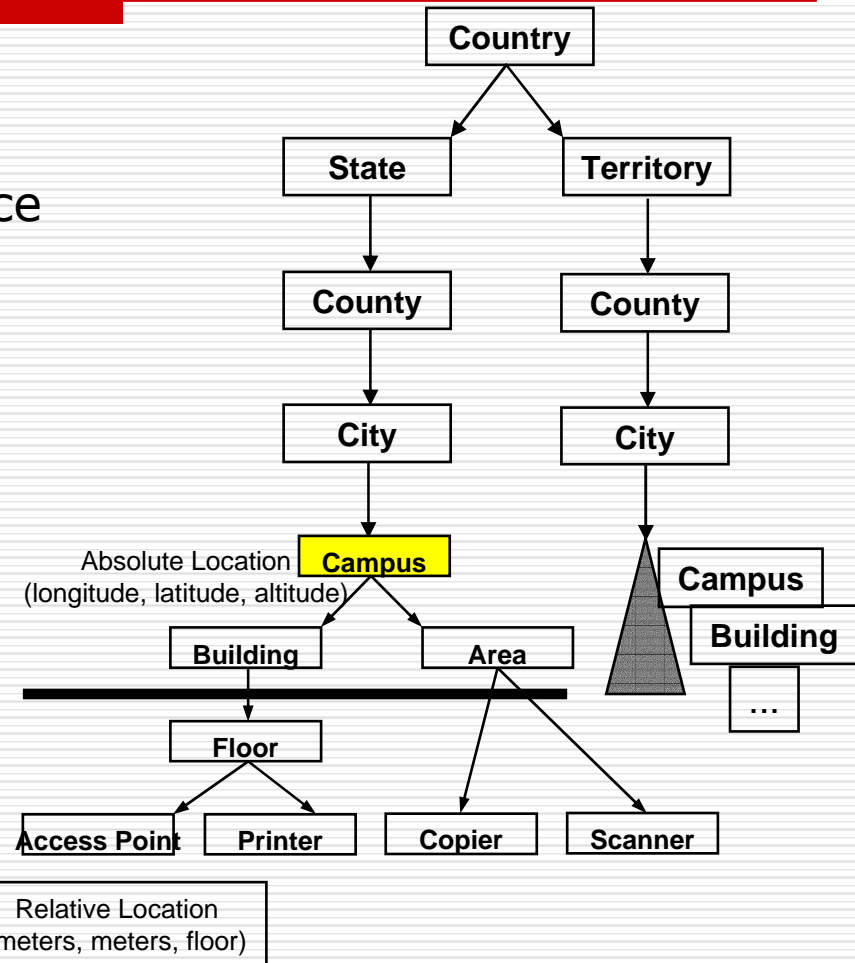 Country
State
Territory
ce
County
County
City
City
Absolute Location
(longitude, latitude, altitude)
Campus
Campus
Building
Area
Building
...
Floor
Access Point
Printer
Copier
Scanner
Relative Location
meters, meters, floor)